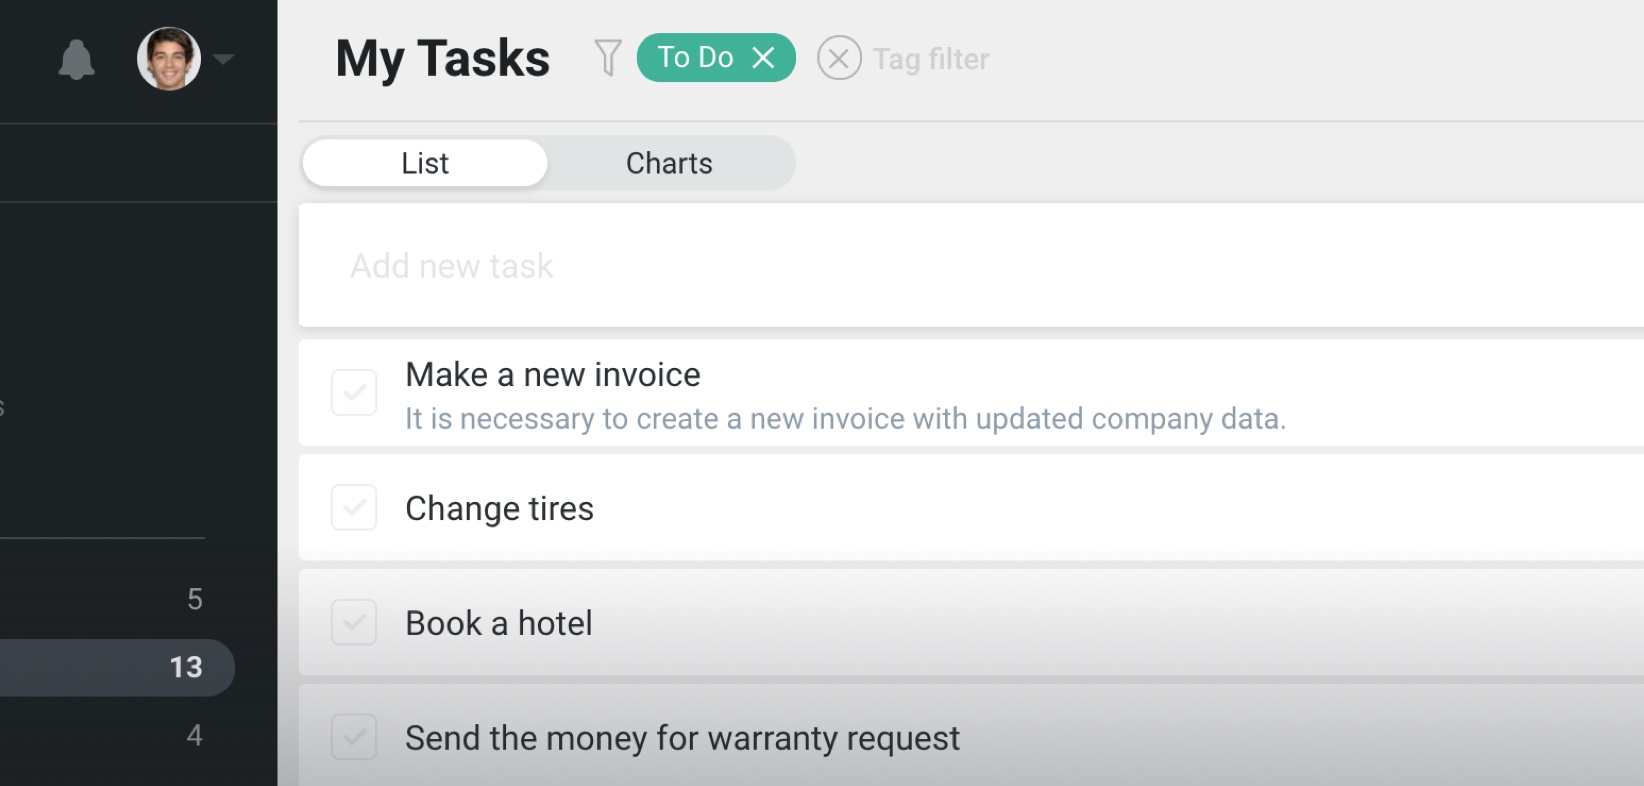 My Tasks
To Do
Tag filter
List
Charts
Add new task
Make a new invoice
It is necessary to create a new invoice with updated company data.
Change tires
Book a hotel
Send the money for warranty request
5
13
4